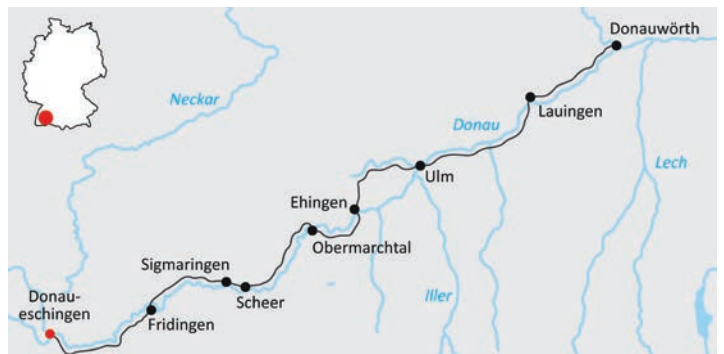 Donauwörth
Neckar
Lauingen
Donau
Lech
Ulm
Ehingen
Obermarchtal
Sigmaringen
Scheer
Iller
Donau-
eschingen
Fridingen